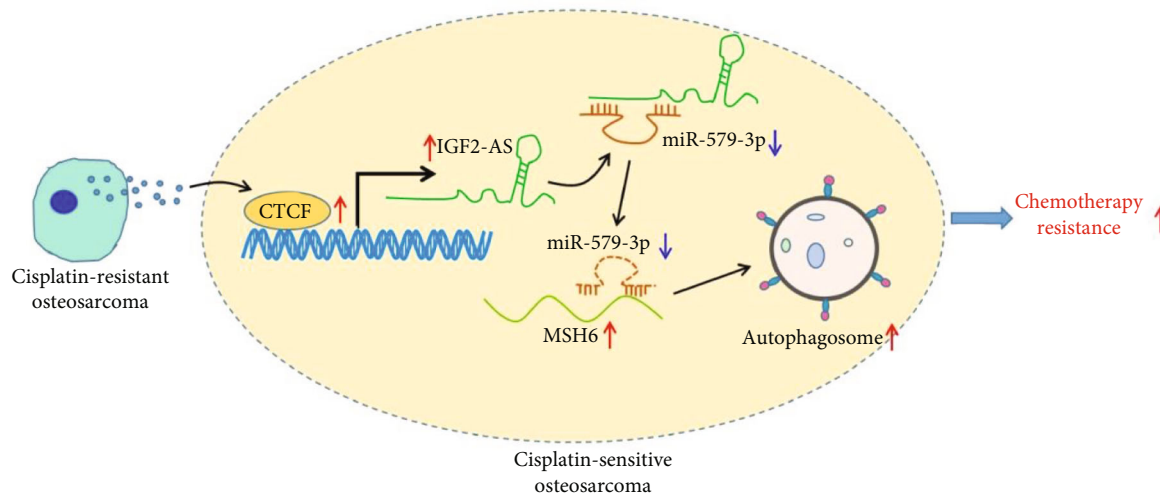 Cisplatin-resistant
osteosarcoma
CTCF
IGF2-AS
miR-579-3p
miR-579-3p
MSH6
Autophagosome
Chemotherapy
resistance
Cisplatin-sensitive
osteosarcoma